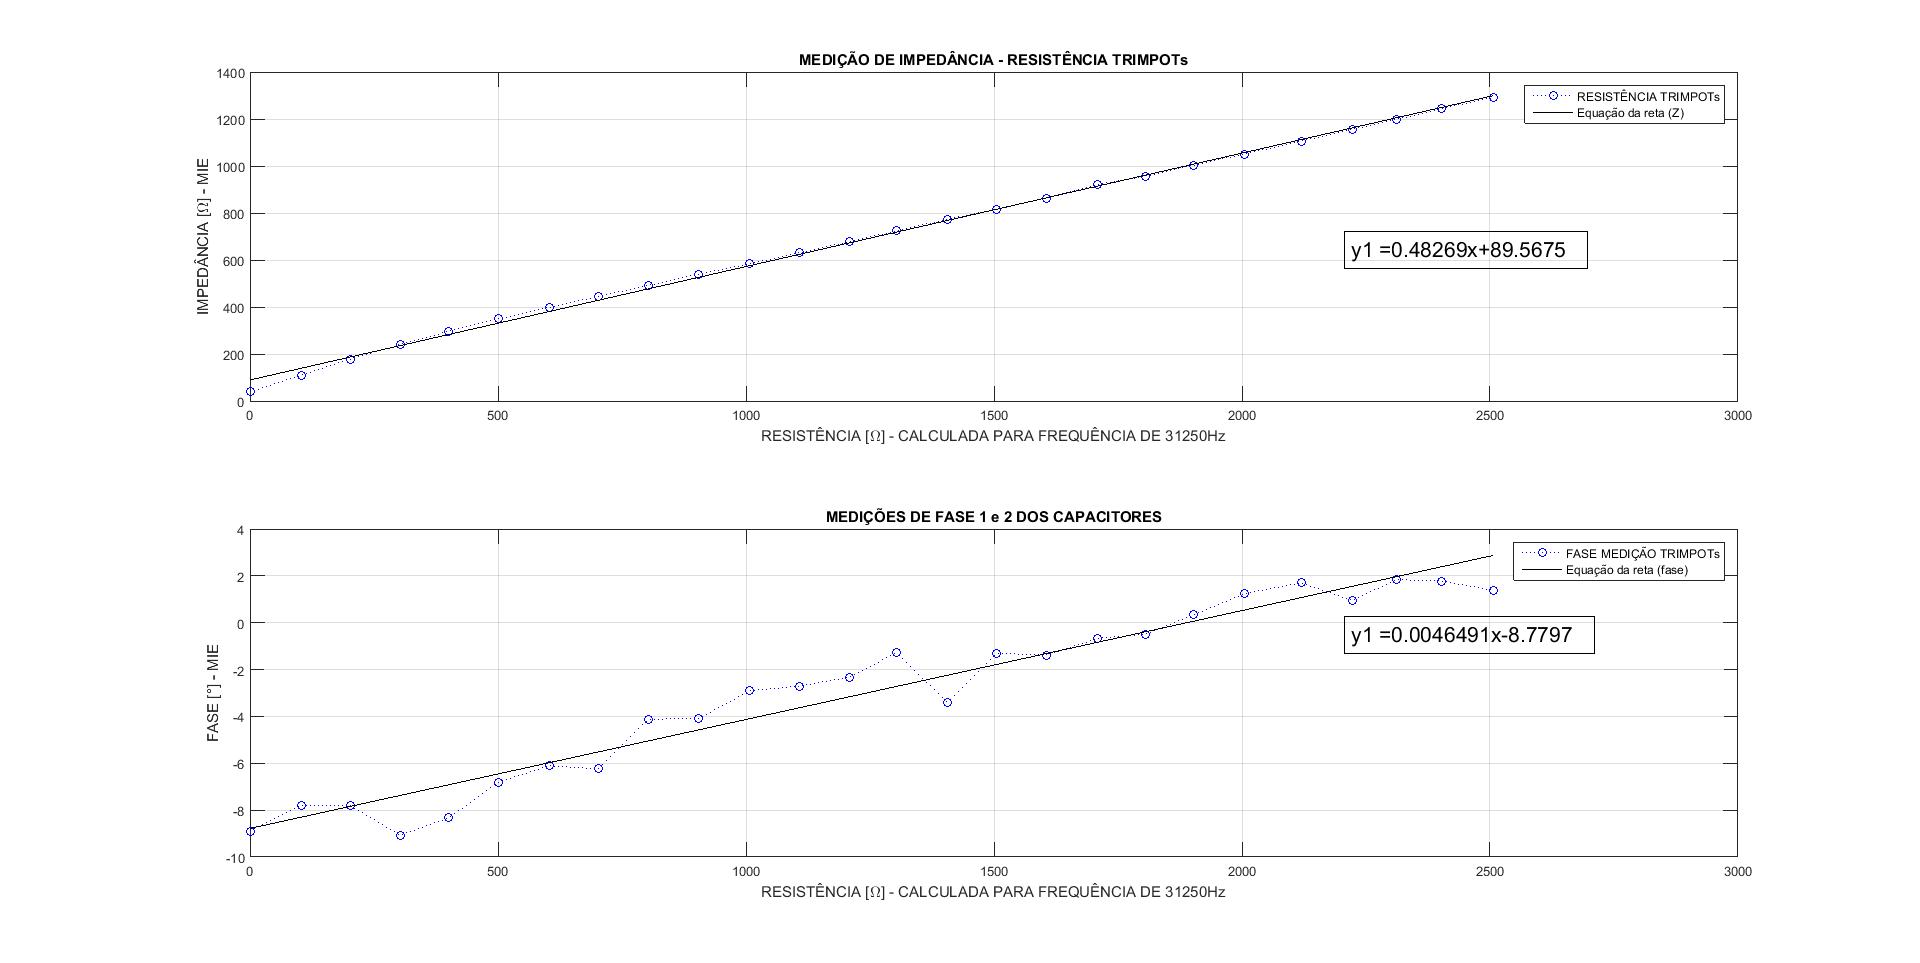 MEDIÇÃO DE IMPEDÂNCIA - RESISTÊNCIA TRIMPOTs
IMPEDÂNCIA [Ω] - MIE
1400
1200
1000
800
600
400
200
0
RESISTÊNCIA TRIMPOTs
Equação da reta (Z)
y1 =0.48269x+89.5675
0 500 1000 1500 2000 2500 3000
RESISTÊNCIA [Ω] - CALCULADA PARA FREQUÊNCIA DE 31250Hz
MEDIÇÕES DE FASE 1 e 2 DOS CAPACITORES
FASE [°] - MIE
4
2
0
-2
-4
-6
-8
-10
FASE MEDIÇÃO TRIMPOTs
Equação da reta (fase)
y1 =0.0046491x-8.7797
0 500 1000 1500 2000 2500 3000
RESISTÊNCIA [Ω] - CALCULADA PARA FREQUÊNCIA DE 31250Hz